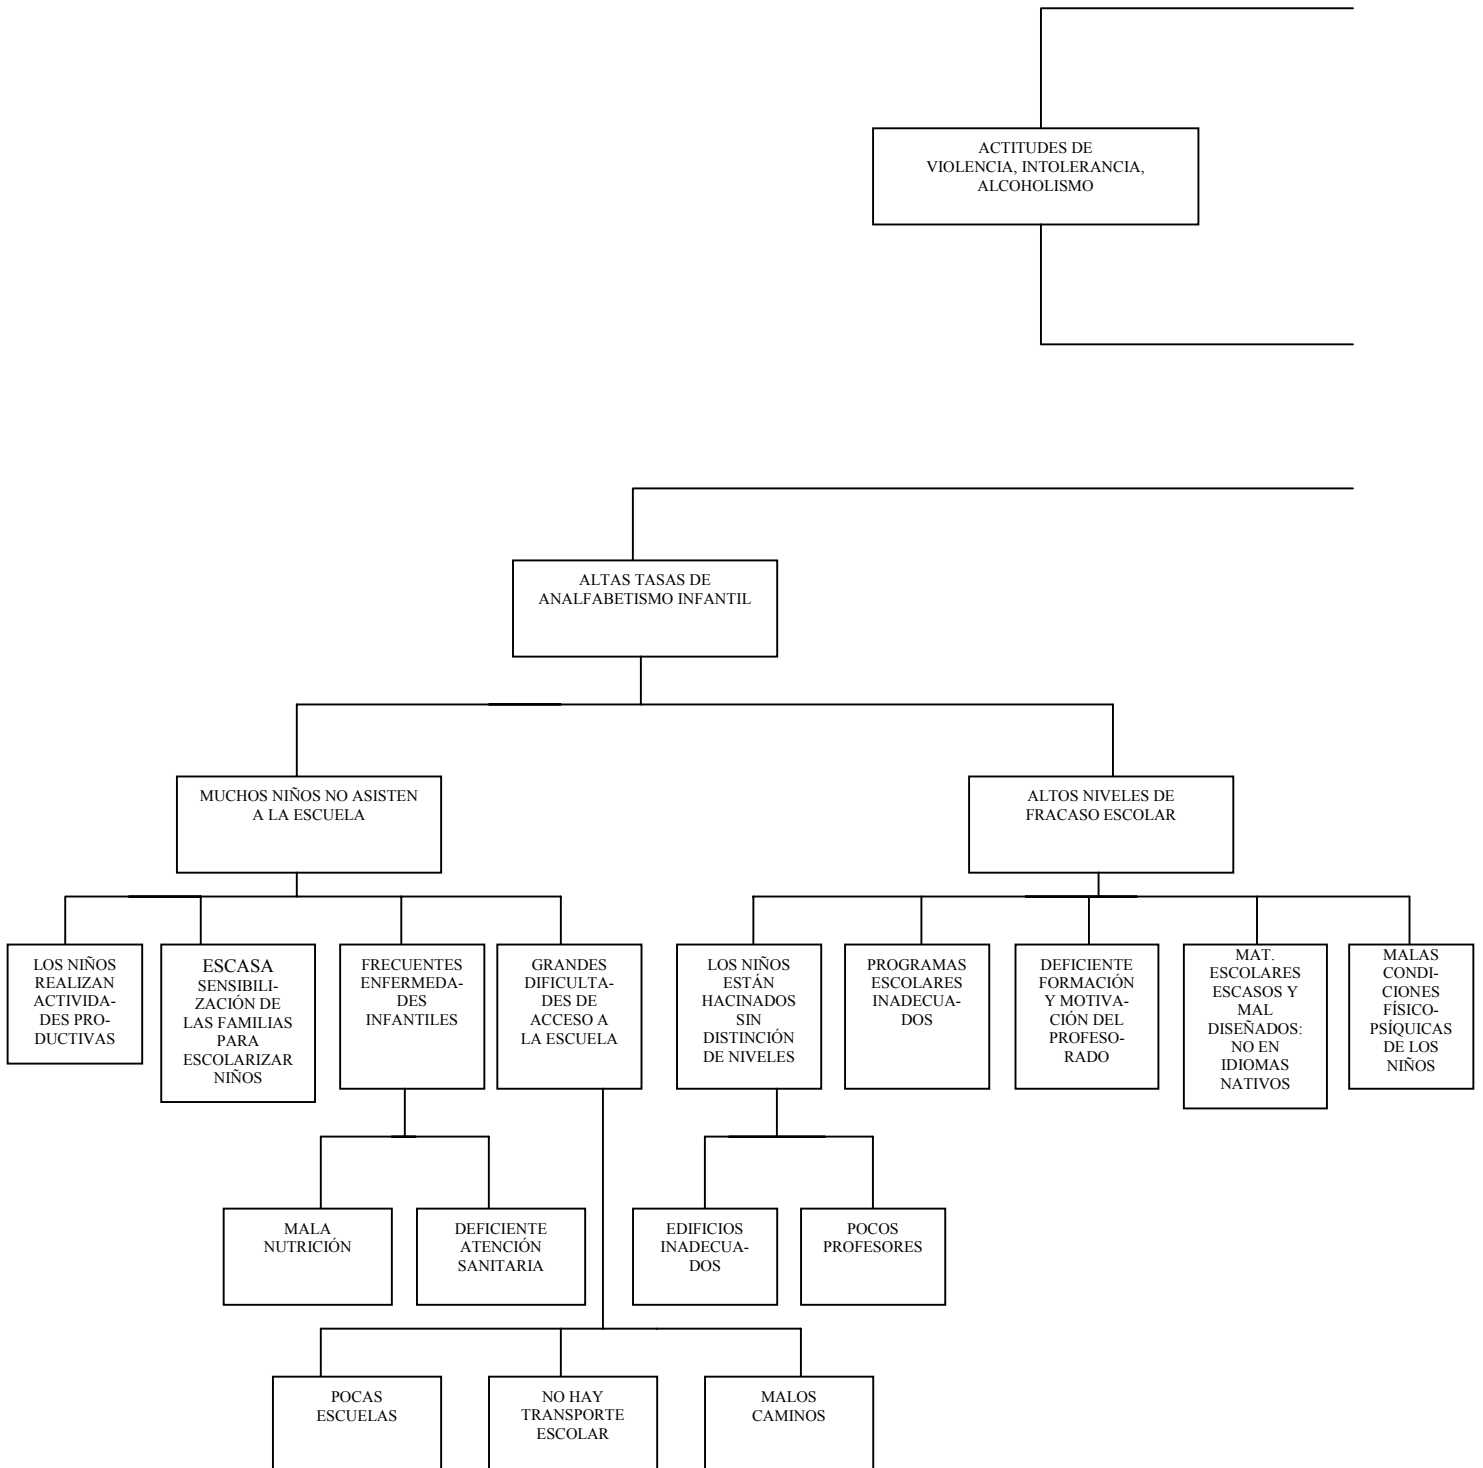 ACTITUDES DE
VIOLENCIA, INTOLERANCIA,
ALCOHOLISMO
ALTAS TASAS DE
ANALFABETISMO INFANTIL
MUCHOS NIÑOS NO ASISTEN
A LA ESCUELA
ALTOS NIVELES DE
FRACASO ESCOLAR
LOS NIÑOS
REALIZAN
ACTIVIDA-
DES PRO-
DUCTIVAS
ESCASA
SENSIBILI-
ZACIÓN DE
LAS FAMILIAS
PARA
ESCOLARIZAR
NIÑOS
FRECUENTES
ENFERMEDA-
DES
INFANTILES
GRANDES
DIFICULTA-
DES DE
ACCESO A
LA ESCUELA
LOS NIÑOS
ESTÁN
HACINADOS
SIN
DISTINCIÓN
DE NIVELES
PROGRAMAS
ESCOLARES
INADECUA-
DOS
DEFICIENTE
FORMACIÓN
Y MOTIVA-
CIÓN DEL
PROFESO-
RADO
MAT.
ESCOLARES
ESCASOS Y
MAL
DISEÑADOS:
NO EN
IDIOMAS
NATIVOS
MALAS
CONDI-
CIONES
FÍSICO-
PSÍQUICAS
DE LOS
NIÑOS
MALA
NUTRICIÓN
DEFICIENTE
ATENCIÓN
SANITARIA
EDIFICIOS
INADECUA-
DOS
POCOS
PROFESORES
POCAS
ESCUELAS
NO HAY
TRANSPORTE
ESCOLAR
MALOS
CAMINOS